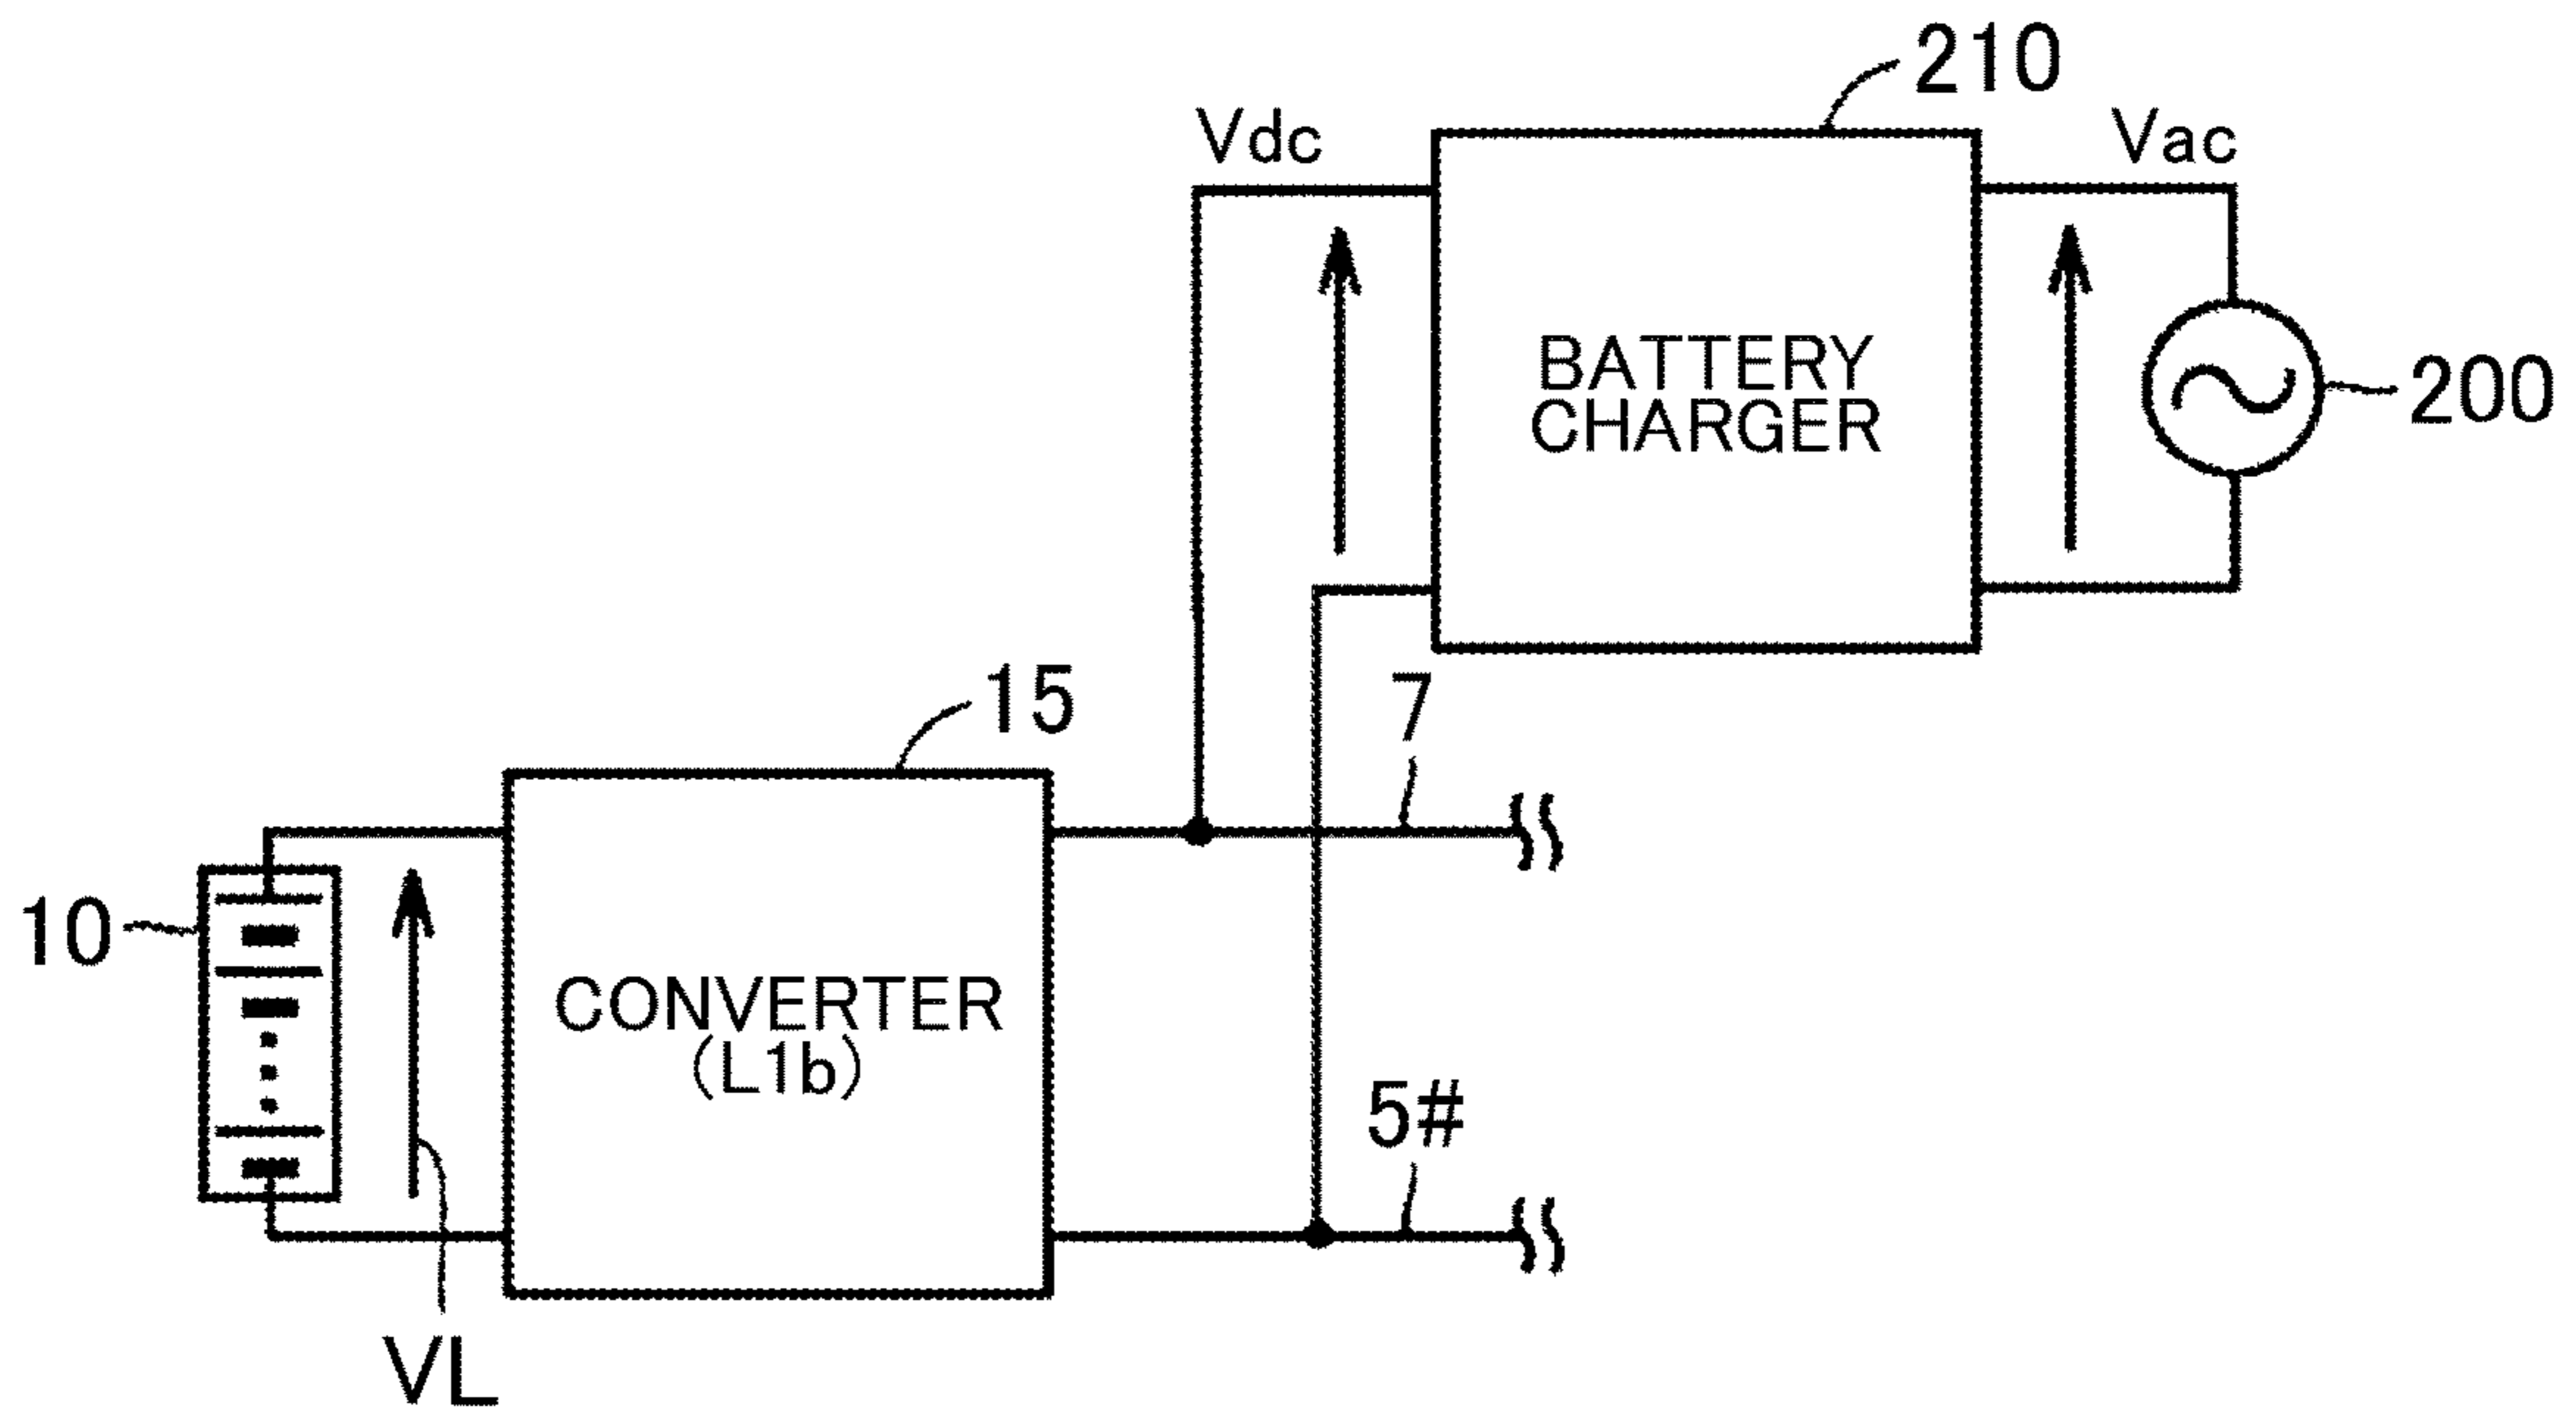 210
Vdc
Vac
BATTERY
CHARGER
200
15
7
10
CONVERTER
(L1b)
5#
VL